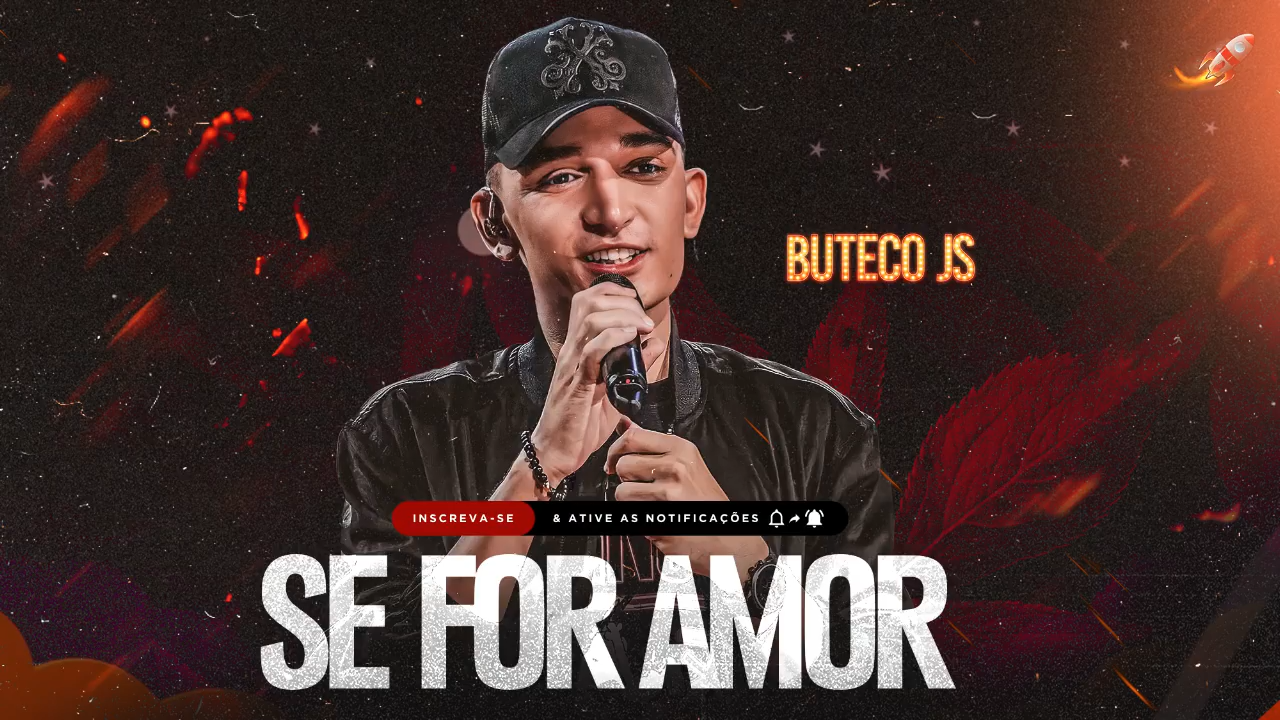 BUTECO JS
INSCREVA-SE & ATIVE AS NOTIFICAÇÕES
SE FOR AMOR